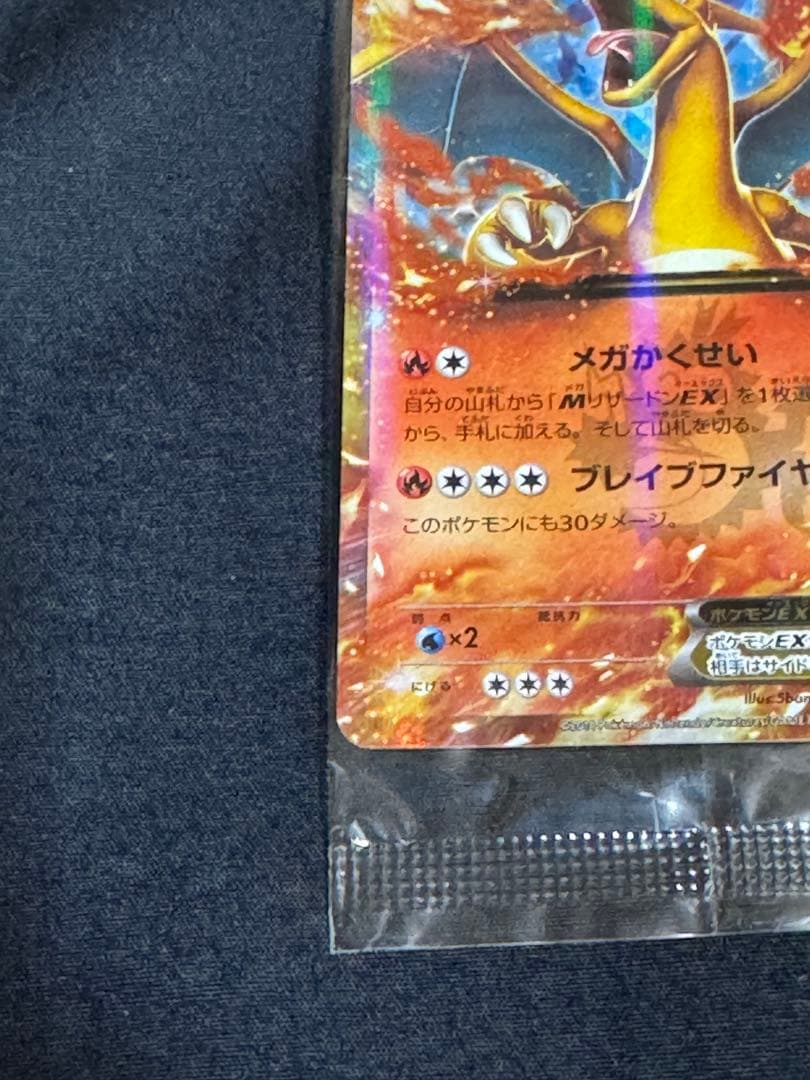 メガかくせい
自分の山札から「MリザードンEX」を1枚選
から、手札に加える。そして山札を切る。
ブレイブファイヤ
このポケモンにも30ダメージ。
弱点 抵抗力
×2
ポケモンEX
ポケモンEX
相手はサイド
にげる
Illus.5ban